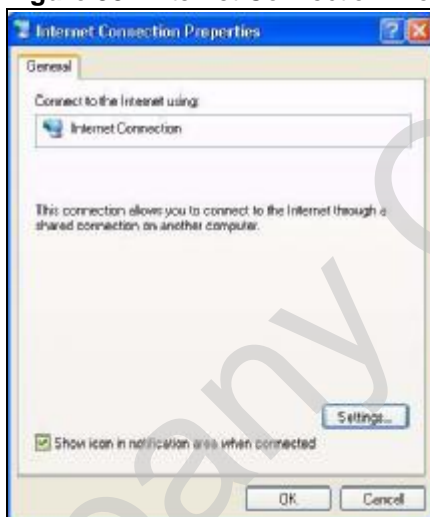 Internet Connection Properties
General
Connect to the Internet using:
Internet Connection
This connection allows you to connect to the Internet through a
shared connection on another computer.
Settings...
Show icon in notification area when connected
OK
Cancel